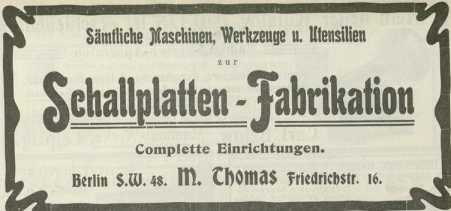 Sämtliche Maschinen, Werkzeuge u. Utensilien
zur
Schallplatten-Fabrikation
Complette Einrichtungen.
Berlin S.W. 48. M. Thomas Friedrichstr. 16.